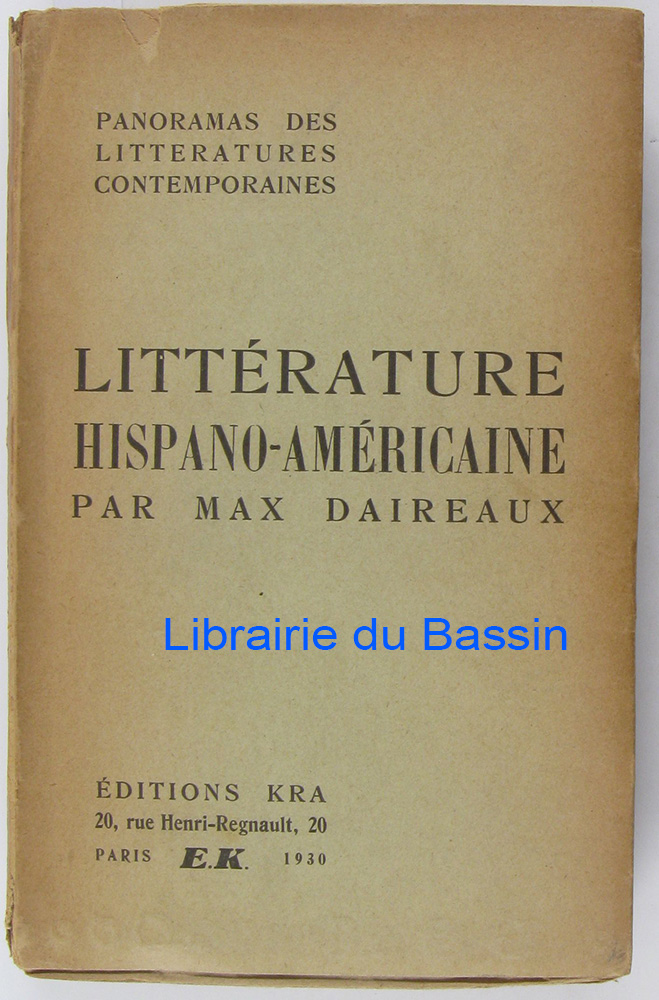 PANORAMAS DES
LITTERATURES
CONTEMPORAINES
LITTÉRATURE
HISPANO-AMÉRICAINE
PAR MAX DAIREAUX
Librairie du Bassin
ÉDITIONS KRA
20, rue Henri-Regnault, 20
PARIS E.K. 1930